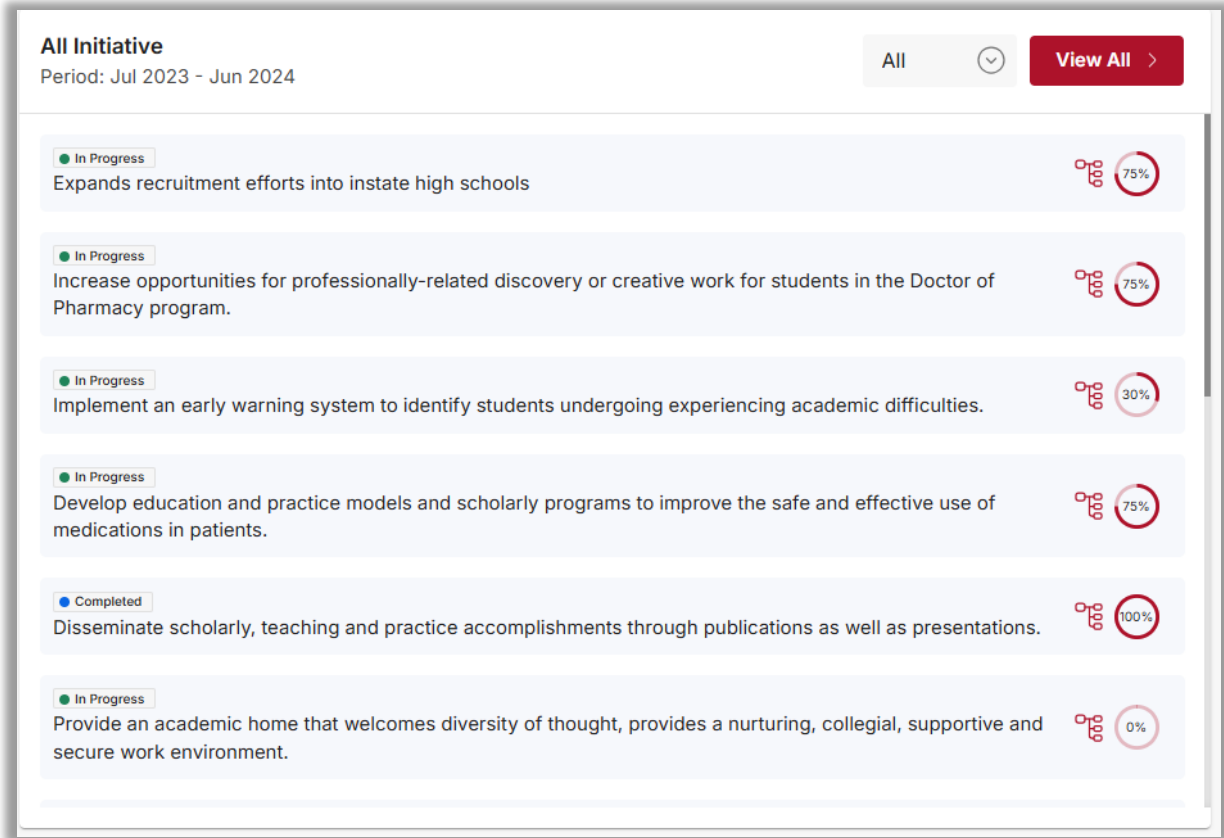 All Initiative
Period: Jul 2023 - Jun 2024
All
View All
In Progress
Expands recruitment efforts into instate high schools
75%
In Progress
Increase opportunities for professionally-related discovery or creative work for students in the Doctor of
Pharmacy program.
75%
In Progress
Implement an early warning system to identify students undergoing experiencing academic difficulties.
30%
In Progress
Develop education and practice models and scholarly programs to improve the safe and effective use of
medications in patients.
75%
Completed
Disseminate scholarly, teaching and practice accomplishments through publications as well as presentations.
100%
In Progress
Provide an academic home that welcomes diversity of thought, provides a nurturing, collegial, supportive and
secure work environment.
0%